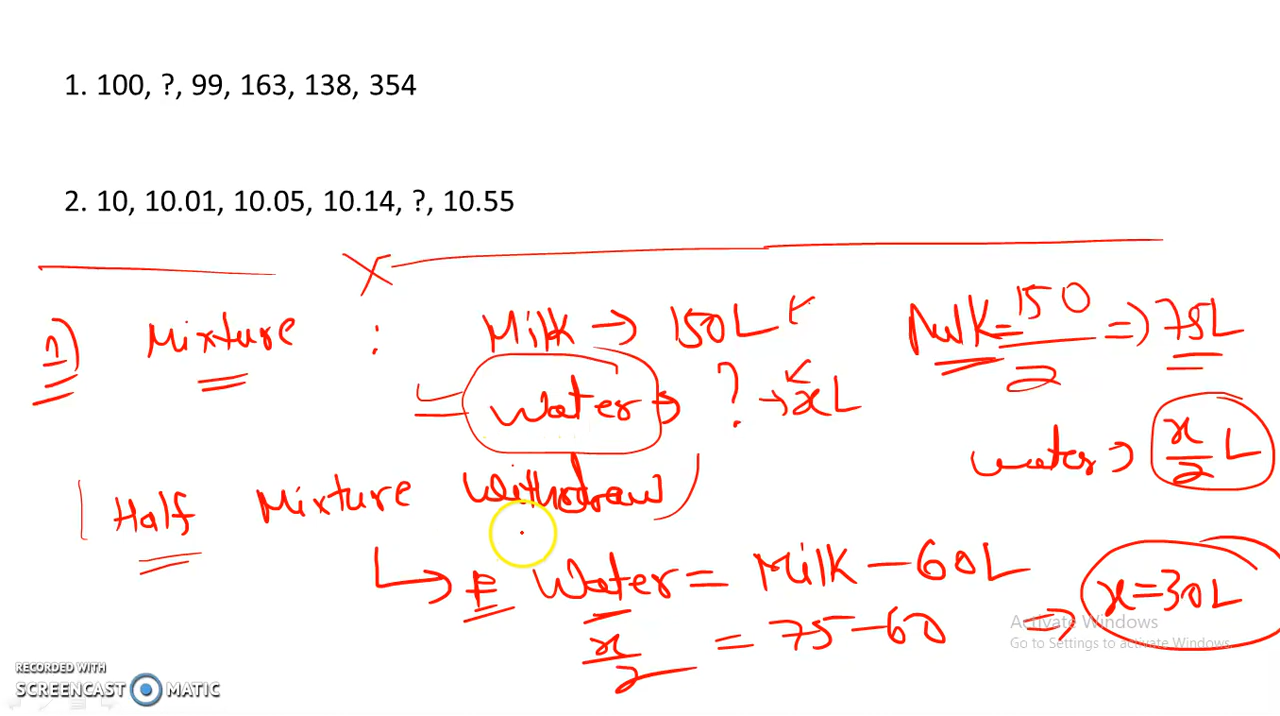 1. 100, ?, 99, 163, 138, 354
2. 10, 10.01, 10.05, 10.14, ?, 10.55
1) Mixture : Milk → 150L Milk = 150/2 => 75L
Water → ? → xL
water → x/2 L
(Half Mixture Withdraw)
Water = Milk - 60L
x/2 = 75-60 => x=30L
Activate Windows
Go to Settings to activate Windows.
RECORDED WITH
SCREENCAST MATIC